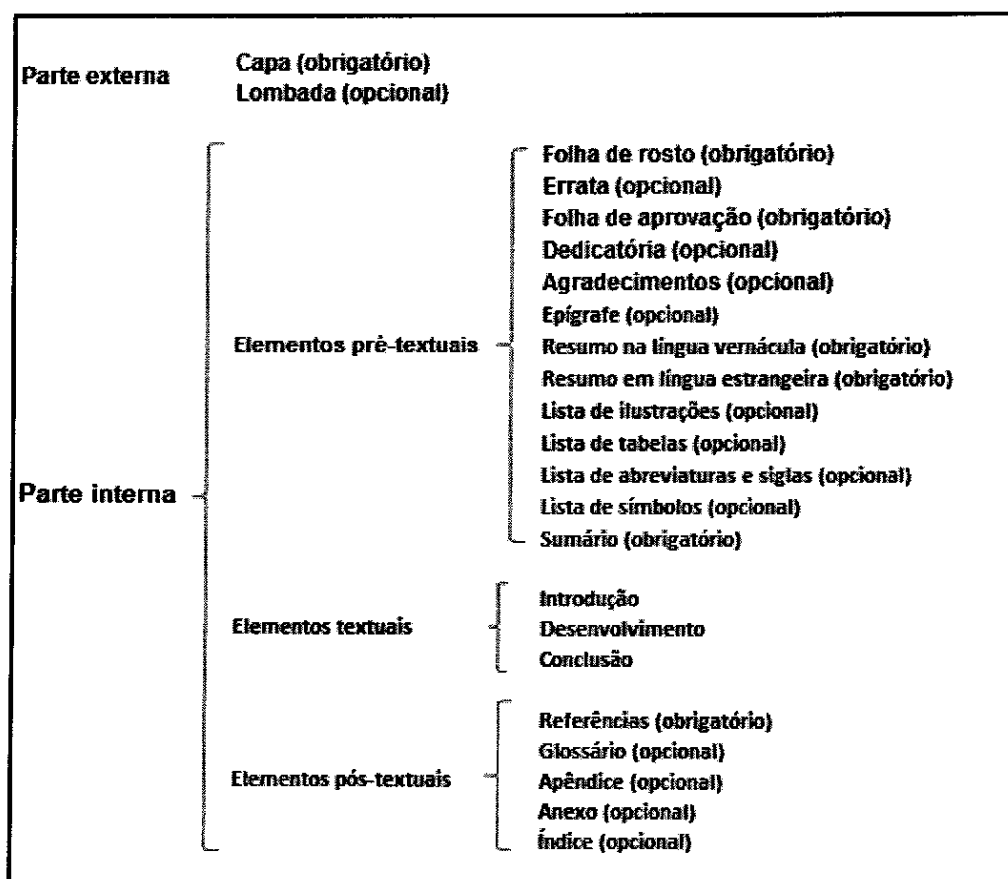 Parte externa
Capa (obrigatório)
Lombada (opcional)
Parte interna
Elementos pré-textuais
Folha de rosto (obrigatório)
Errata (opcional)
Folha de aprovação (obrigatório)
Dedicatória (opcional)
Agradecimentos (opcional)
Epígrafe (opcional)
Resumo na língua vernácula (obrigatório)
Resumo em língua estrangeira (obrigatório)
Lista de ilustrações (opcional)
Lista de tabelas (opcional)
Lista de abreviaturas e siglas (opcional)
Lista de símbolos (opcional)
Sumário (obrigatório)
Elementos textuais
Introdução
Desenvolvimento
Conclusão
Elementos pós-textuais
Referências (obrigatório)
Glossário (opcional)
Apêndice (opcional)
Anexo (opcional)
Índice (opcional)